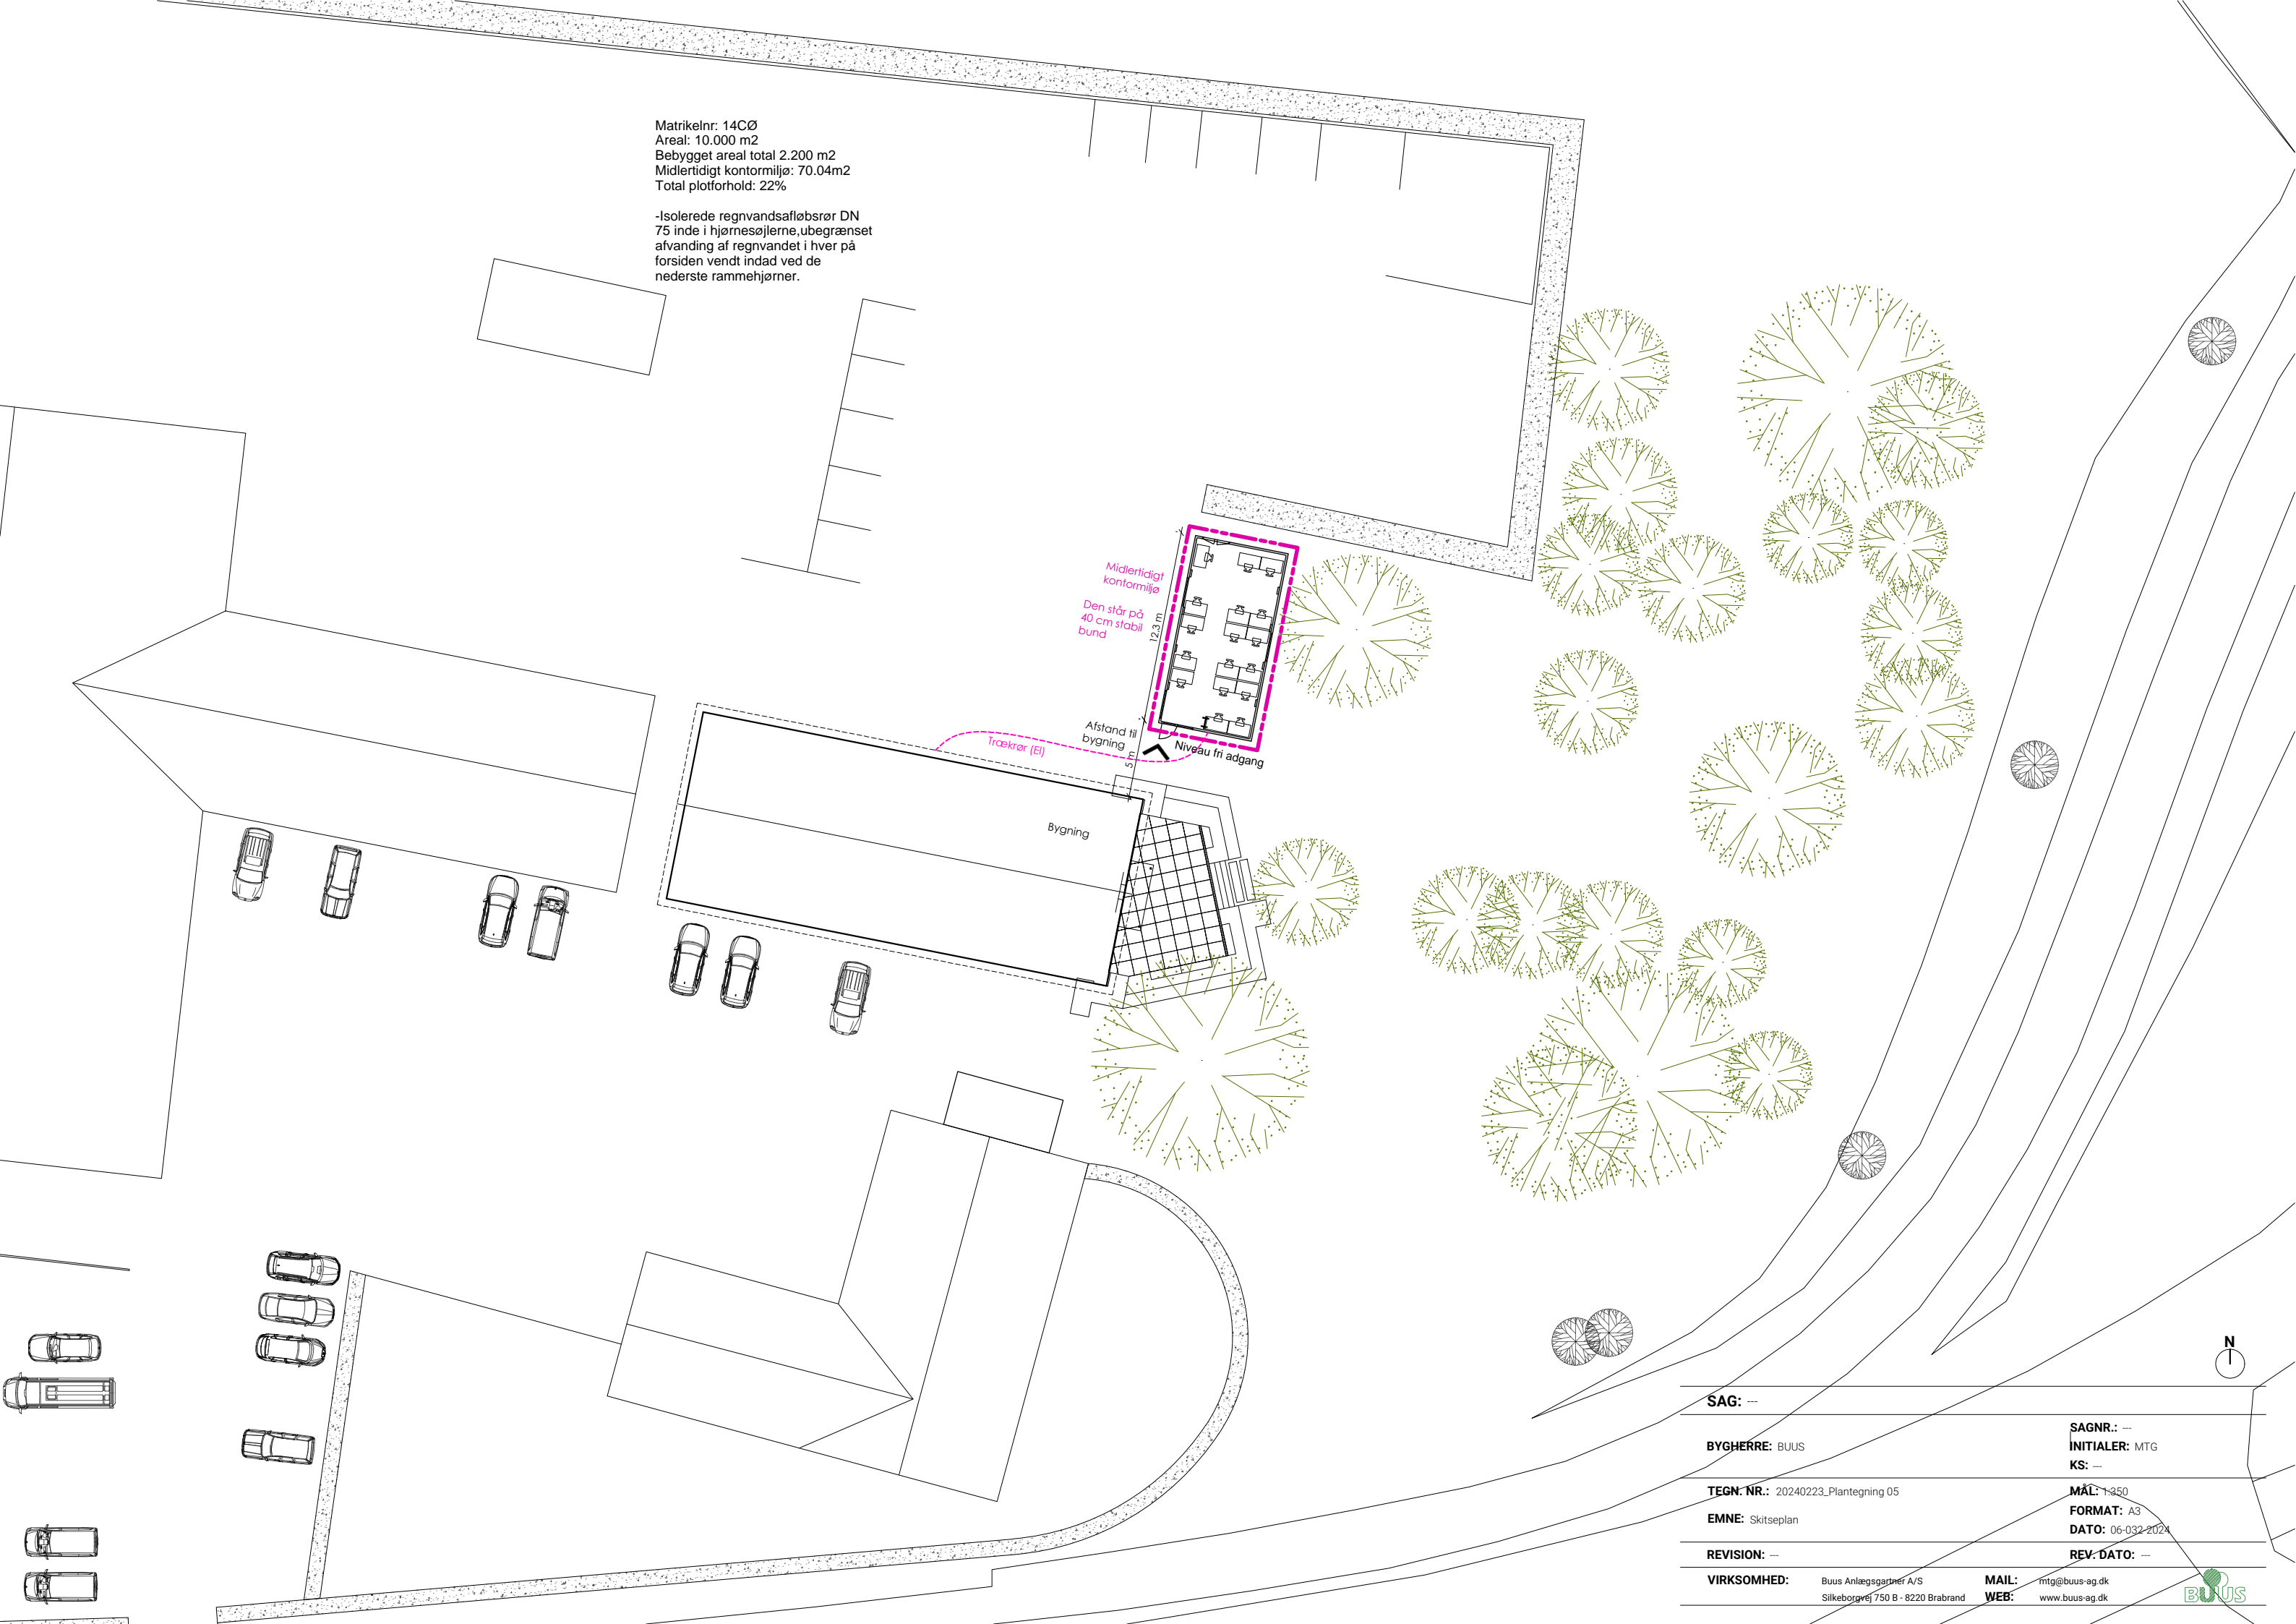 Matrikelnr: 14CØ
Areal: 10.000 m2
Bebygget areal total 2.200 m2
Midlertidigt kontormiljø: 70.04m2
Total plotforhold: 22%
-Isolerede regnvandsafløbsrør DN
75 inde i hjørnesøjlerne,ubegrænset
afvanding af regnvandet i hver på
forsiden vendt indad ved de
nederste rammehjørner.
Midlertidigt
kontormiljø
Den står på
40 cm stabil
bund
12,3 m
Afstand til
bygning
5 m
Trækrør (El)
Niveau fri adgang
Bygning
N
SAG: ---
SAGNR.: ---
BYGHERRE: BUUS
INITIALER: MTG
KS: ---
TEGN. NR.: 20240223_Plantegning 05
MÅL: 1:350
FORMAT: A3
EMNE: Skitseplan
DATO: 06-032-2024
REVISION: ---
REV. DATO: ---
VIRKSOMHED: Buus Anlægsgartner A/S
MAIL: mtg@buus-ag.dk
Silkeborgvej 750 B - 8220 Brabrand
WEB: www.buus-ag.dk
BUUS